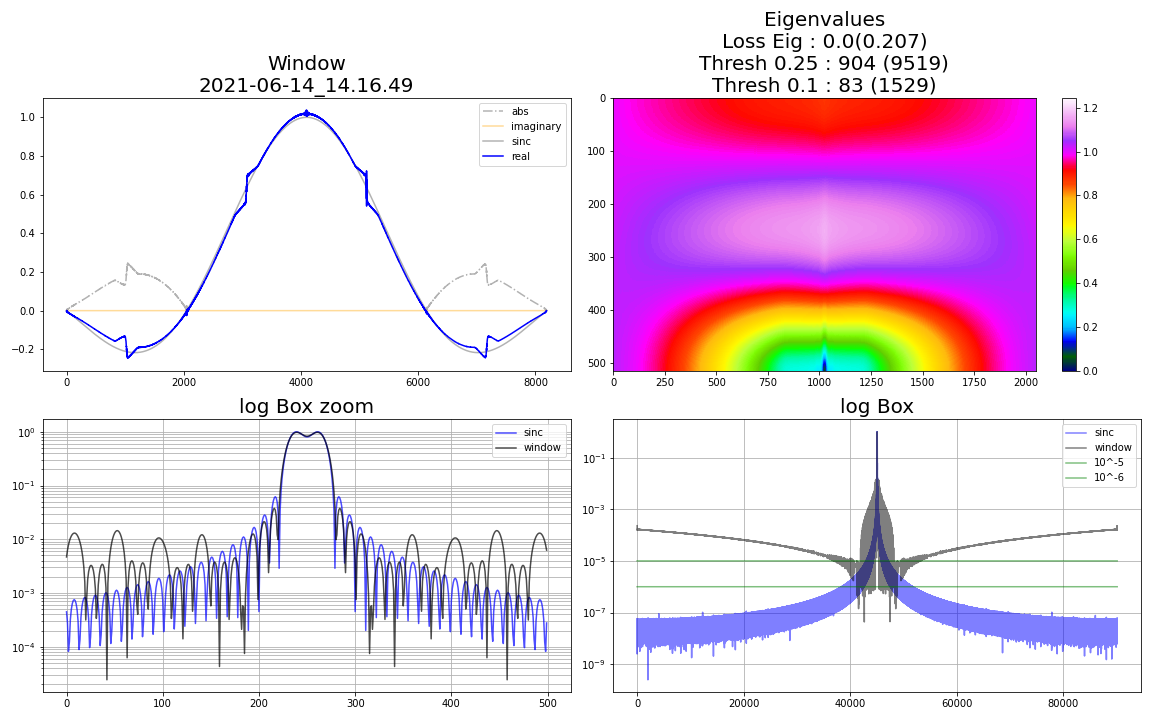 Window
2021-06-14_14.16.49
1.0
0.8
0.6
0.4
0.2
0.0
−0.2
0 2000 4000 6000 8000
abs
imaginary
sinc
real
Eigenvalues
Loss Eig : 0.0(0.207)
Thresh 0.25 : 904 (9519)
Thresh 0.1 : 83 (1529)
0
100
200
300
400
500
0 250 500 750 1000 1250 1500 1750 2000
1.2
1.0
0.8
0.6
0.4
0.2
0.0
log Box zoom
10⁰
10⁻¹
10⁻²
10⁻³
10⁻⁴
0 100 200 300 400 500
sinc
window
log Box
10⁻¹
10⁻³
10⁻⁵
10⁻⁷
10⁻⁹
0 20000 40000 60000 80000
sinc
window
10^-5
10^-6